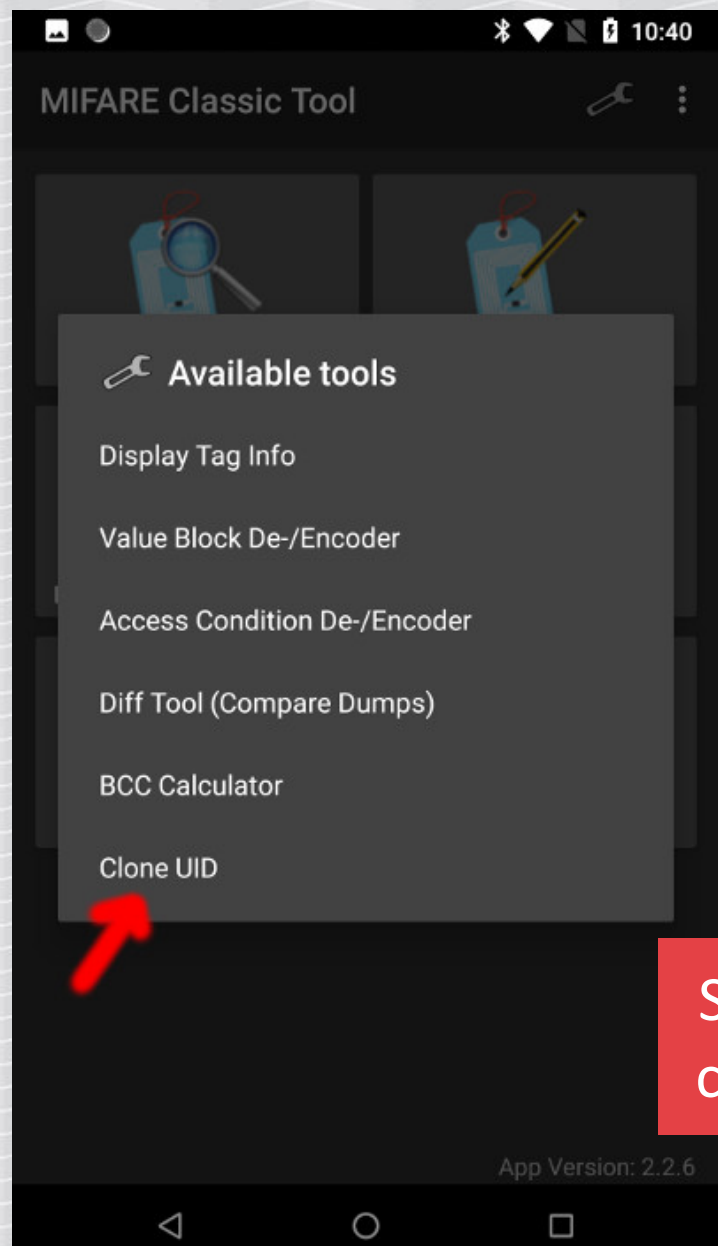 10:40
MIFARE Classic Tool
Available tools
Display Tag Info
Value Block De-/Encoder
Access Condition De-/Encoder
Diff Tool (Compare Dumps)
BCC Calculator
Clone UID
App Version: 2.2.6